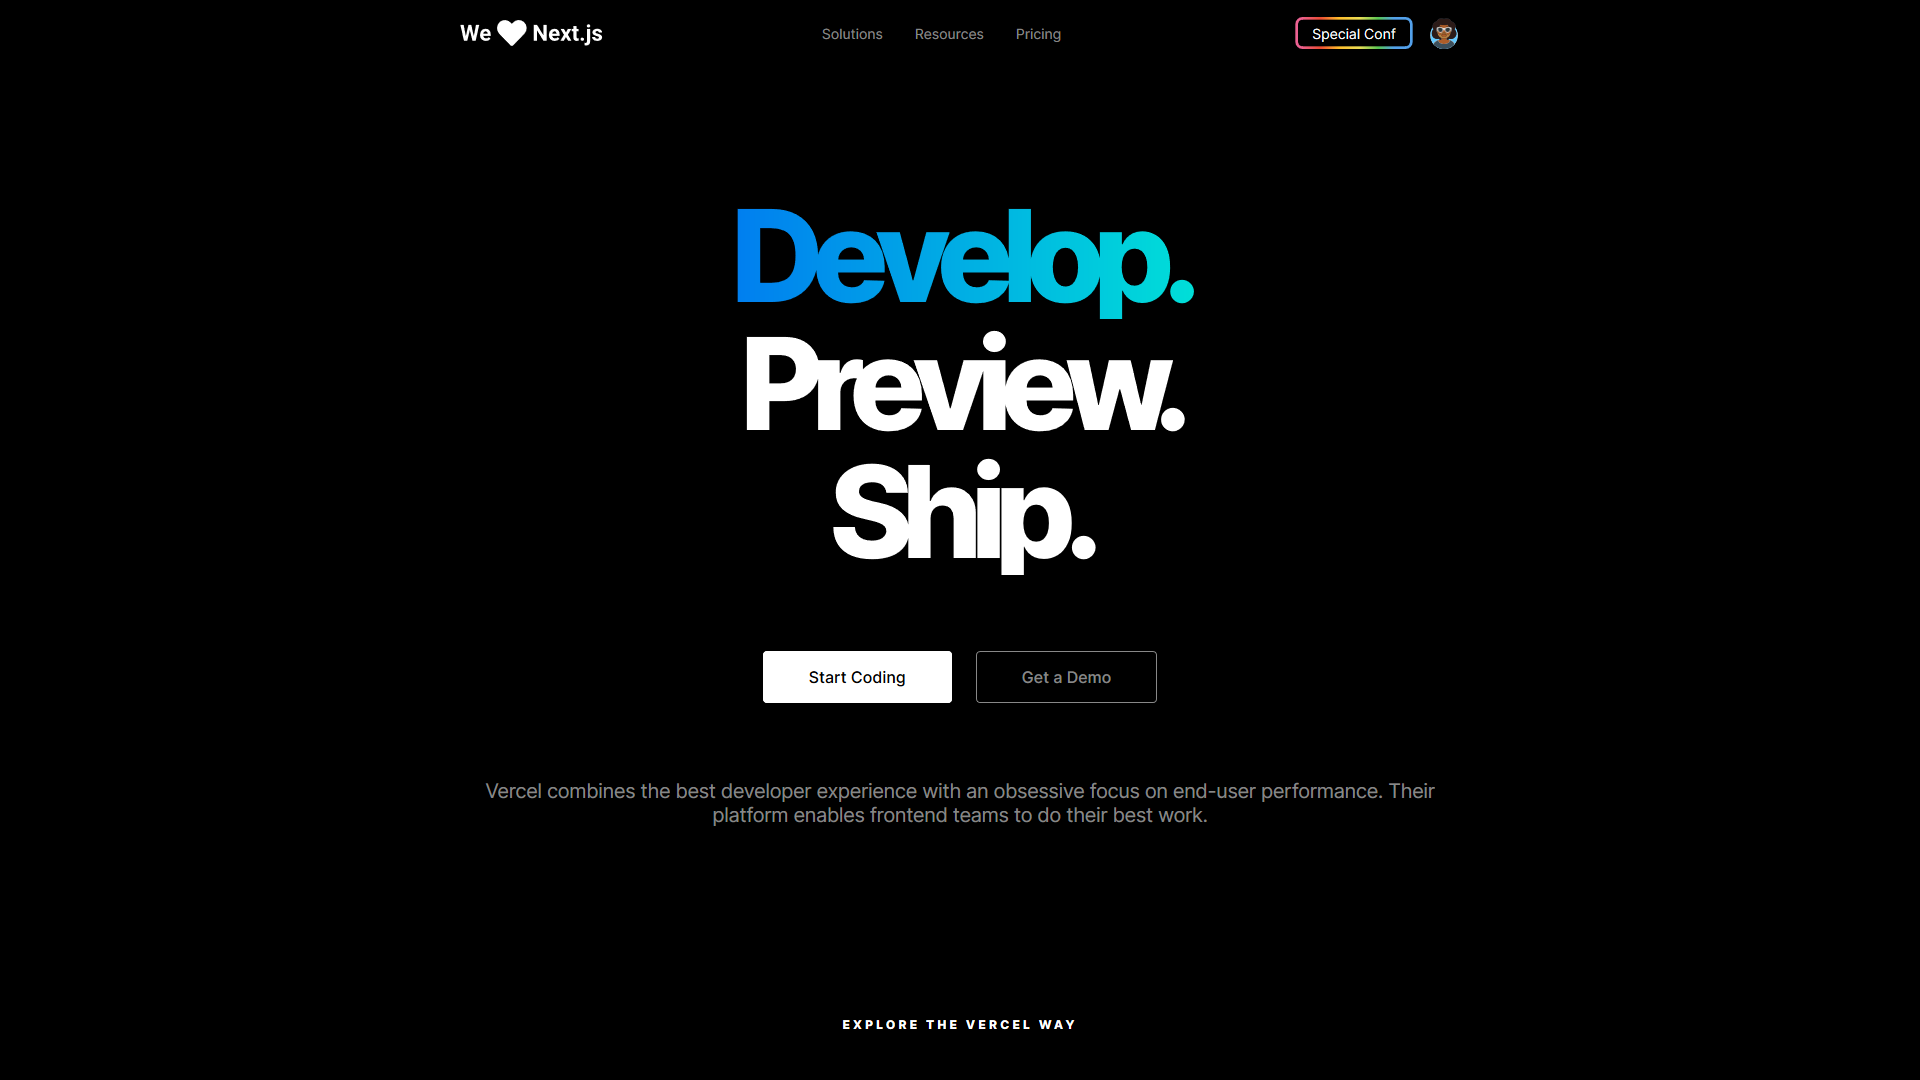 We Next.js
Solutions
Resources
Pricing
Special Conf
Develop.
Preview.
Ship.
Start Coding
Get a Demo
Vercel combines the best developer experience with an obsessive focus on end-user performance. Their
platform enables frontend teams to do their best work.
EXPLORE THE VERCEL WAY